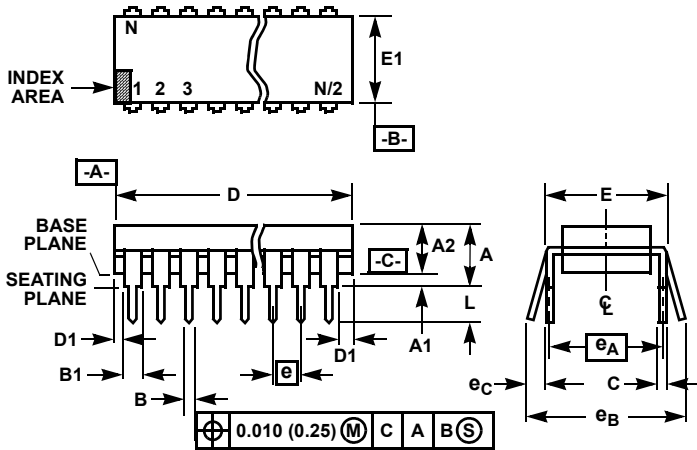 N
E1
INDEX
AREA
1 2 3 N/2
-B-
-A-
D
E
BASE
PLANE
A2
A
-C-
SEATING
PLANE
L
C L
D1
A1
D1
eA
B1
e
eC
C
B
eB
0.010 (0.25) M C A B S